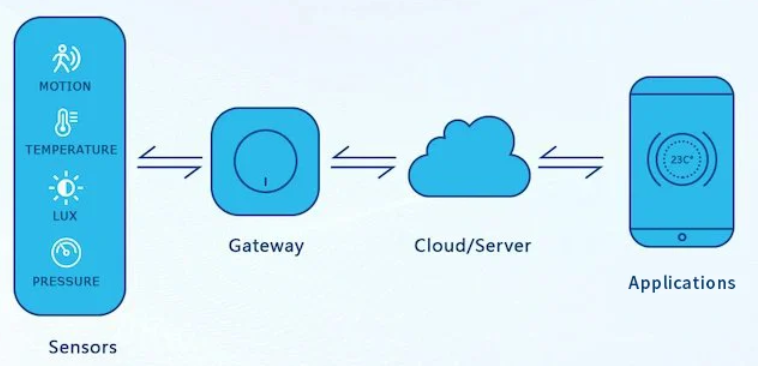 MOTION
TEMPERATURE
LUX
PRESSURE
Sensors
Gateway
Cloud/Server
23C°
Applications